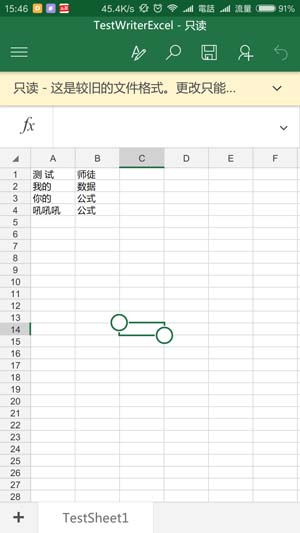 15:46 45.4K/s 電話 流量 91%
TestWriterExcel - 只读
只读 - 这是较旧的文件格式。更改只能...
fx
A B C D E F
1 测 试 师徒
2 我的 数据
3 你的 公式
4 吼吼吼 公式
5
6
7
8
9
10
11
12
13
14
15
16
17
18
19
20
21
22
23
24
25
26
27
28
+ TestSheet1